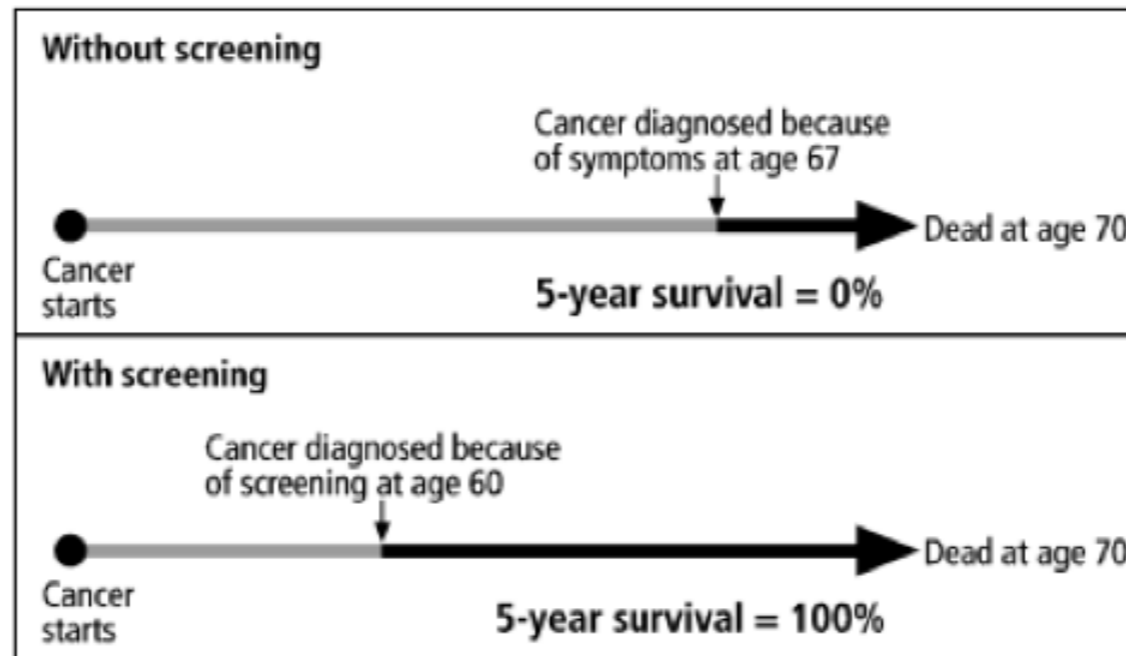 Without screening
Cancer diagnosed because
of symptoms at age 67
Dead at age 70
Cancer
starts
5-year survival = 0%
With screening
Cancer diagnosed because
of screening at age 60
Dead at age 70
Cancer
starts
5-year survival = 100%